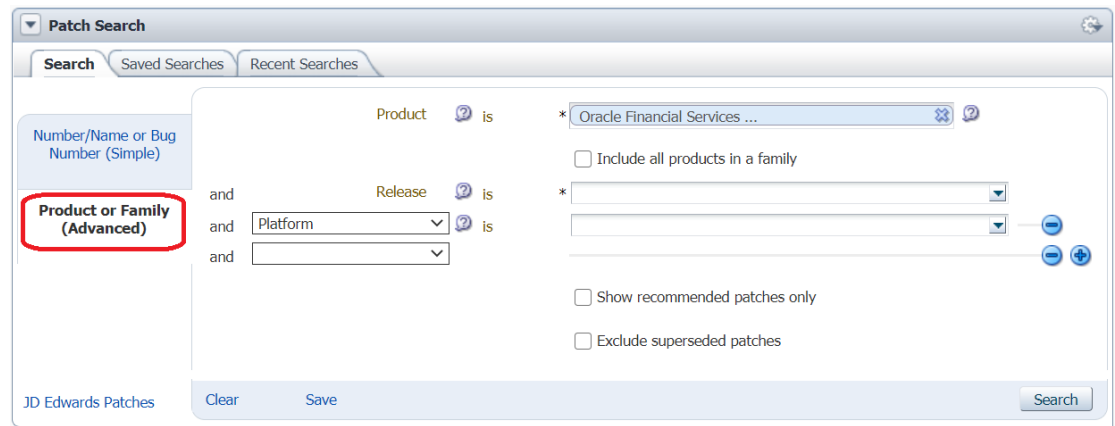 Patch Search
Search
Saved Searches
Recent Searches
Number/Name or Bug
Number (Simple)
Product or Family
(Advanced)
JD Edwards Patches
Product is * Oracle Financial Services ...
Include all products in a family
and Release is *
and Platform is
and
Show recommended patches only
Exclude superseded patches
Clear Save Search